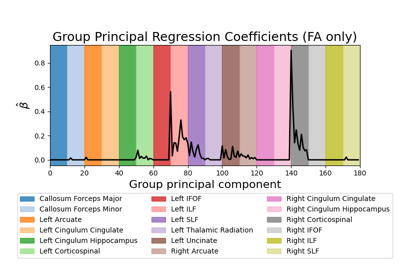 Group Principal Regression Coefficients (FA only)
0.8
0.6
0.4
0.2
0.0
β̂
0 20 40 60 80 100 120 140 160 180
Group principal component
Callosum Forceps Major Left IFOF Right Cingulum Cingulate
Callosum Forceps Minor Left ILF Right Cingulum Hippocampus
Left Arcuate Left SLF Right Corticospinal
Left Cingulum Cingulate Left Thalamic Radiation Right IFOF
Left Cingulum Hippocampus Left Uncinate Right ILF
Left Corticospinal Right Arcuate Right SLF